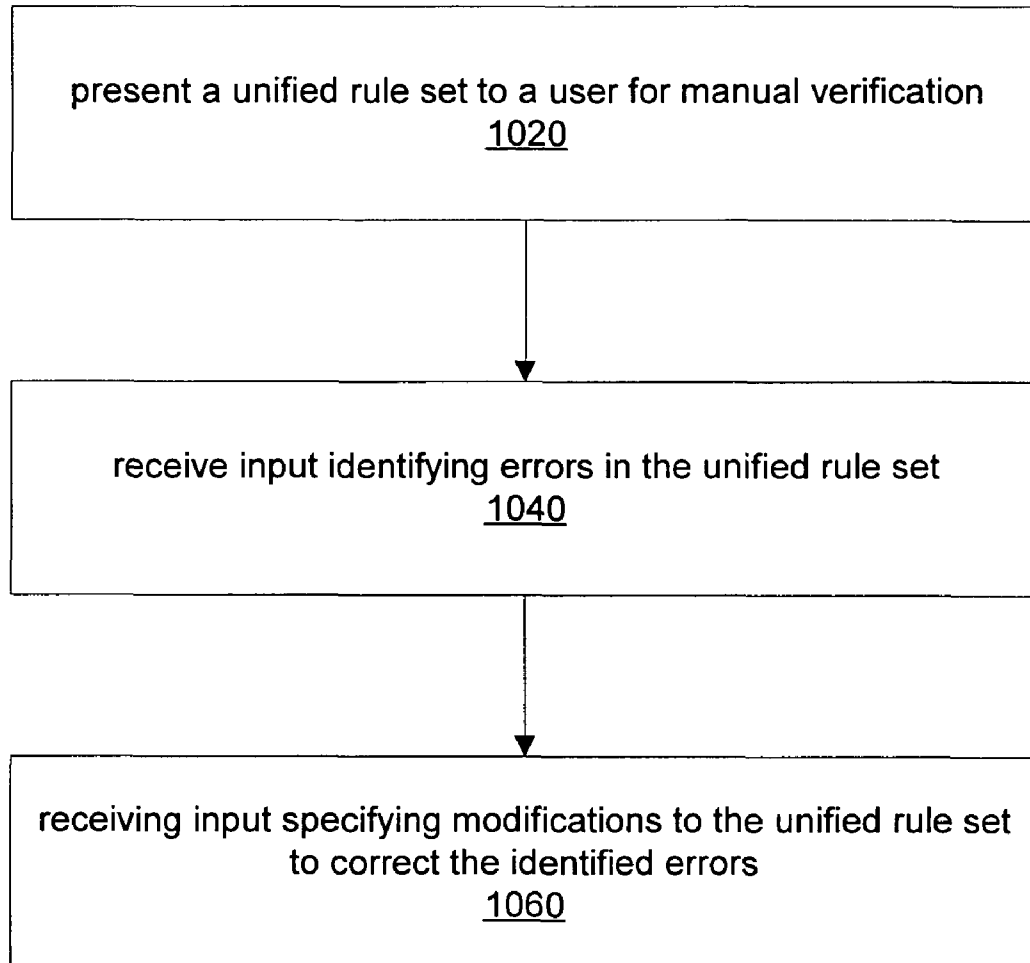 present a unified rule set to a user for manual verification
1020
receive input identifying errors in the unified rule set
1040
receiving input specifying modifications to the unified rule set
to correct the identified errors
1060